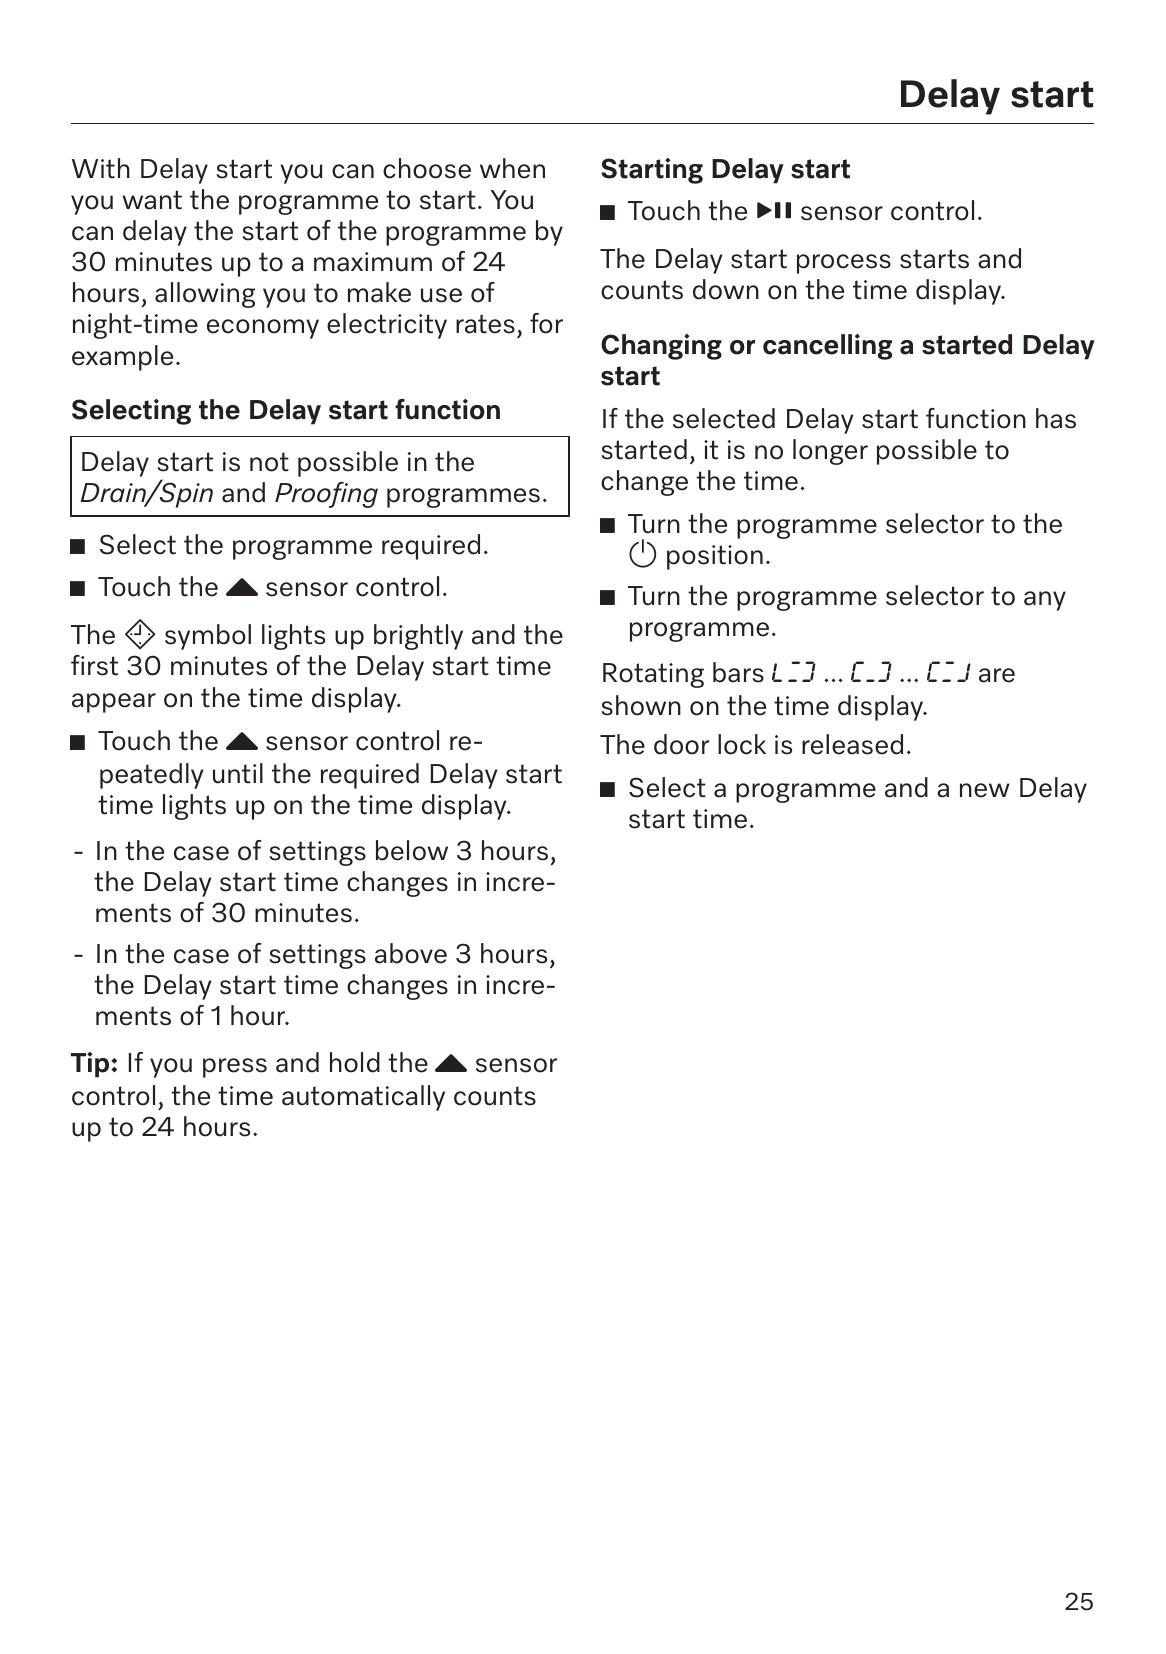 Delay start
With Delay start you can choose when
you want the programme to start. You
can delay the start of the programme by
30 minutes up to a maximum of 24
hours, allowing you to make use of
night-time economy electricity rates, for
example.
Selecting the Delay start function
Delay start is not possible in the
Drain/Spin and Proofing programmes.
■ Select the programme required.
■ Touch the ▲ sensor control.
The symbol lights up brightly and the
first 30 minutes of the Delay start time
appear on the time display.
■ Touch the ▲ sensor control re-
peatedly until the required Delay start
time lights up on the time display.
- In the case of settings below 3 hours,
the Delay start time changes in incre-
ments of 30 minutes.
- In the case of settings above 3 hours,
the Delay start time changes in incre-
ments of 1 hour.
Tip: If you press and hold the ▲ sensor
control, the time automatically counts
up to 24 hours.
Starting Delay start
■ Touch the ▶II sensor control.
The Delay start process starts and
counts down on the time display.
Changing or cancelling a started Delay
start
If the selected Delay start function has
started, it is no longer possible to
change the time.
■ Turn the programme selector to the
⏻ position.
■ Turn the programme selector to any
programme.
Rotating bars ... ... are
shown on the time display.
The door lock is released.
■ Select a programme and a new Delay
start time.
25